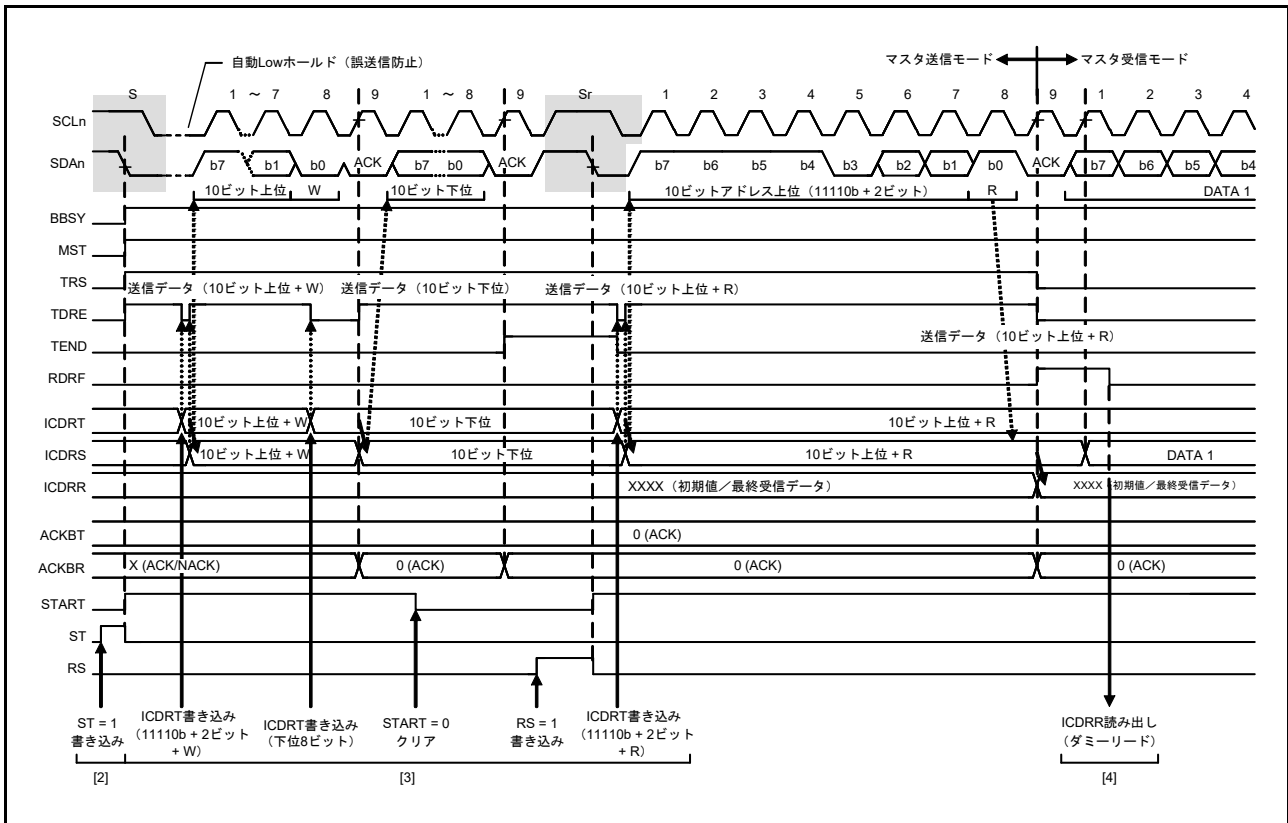 マスタ送信モード マスタ受信モード
自動Lowホールド（誤送信防止）
S 1 ～ 7 8 9 1 ～ 8 9 Sr 1 2 3 4 5 6 7 8 9 1 2 3 4
SCLn
SDAn b7 b1 b0 ACK b7 b0 ACK b7 b6 b5 b4 b3 b2 b1 b0 ACK b7 b6 b5 b4
10ビット上位 W 10ビット下位 10ビットアドレス上位（11110b + 2ビット） R DATA 1
BBSY
MST
TRS
送信データ（10ビット上位 + W） 送信データ（10ビット下位） 送信データ（10ビット上位 + R）
TDRE
TEND 送信データ（10ビット上位 + R）
RDRF
ICDRT 10ビット上位 + W 10ビット下位 10ビット上位 + R
ICDRS 10ビット上位 + W 10ビット下位 10ビット上位 + R DATA 1
ICDRR XXXX（初期値／最終受信データ） XXXX（初期値／最終受信データ）
ACKBT 0 (ACK)
ACKBR X (ACK/NACK) 0 (ACK) 0 (ACK) 0 (ACK)
START
ST
RS
ST = 1
書き込み
ICDRT書き込み
（11110b + 2ビット
+ W）
ICDRT書き込み
（下位8ビット）
START = 0
クリア
RS = 1
書き込み
ICDRT書き込み
（11110b + 2ビット
+ R）
ICDRR読み出し
（ダミーリード）
[2] [3] [4]